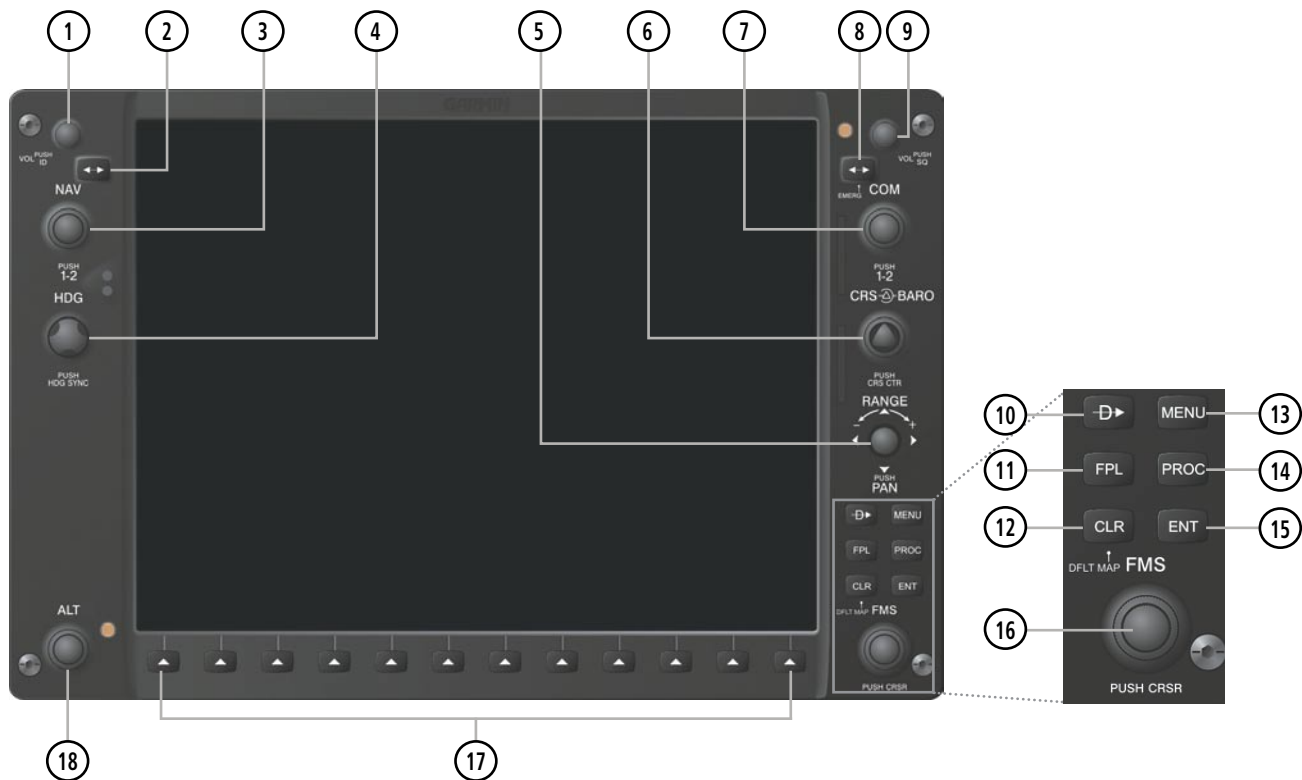 1 2 3 4 5 6 7 8 9
GARMIN
VOL PUSH ID
VOL PUSH SQ
NAV
EMERG COM
PUSH
1-2
PUSH
1-2
HDG
CRS BARO
PUSH
HDG SYNC
PUSH
CRS CTR
RANGE
- +
PUSH
PAN
D MENU
FPL PROC
CLR ENT
DFLT MAP FMS
PUSH CRSR
ALT
10 D MENU 13
11 FPL PROC 14
12 CLR ENT 15
DFLT MAP FMS
16
PUSH CRSR
18 17